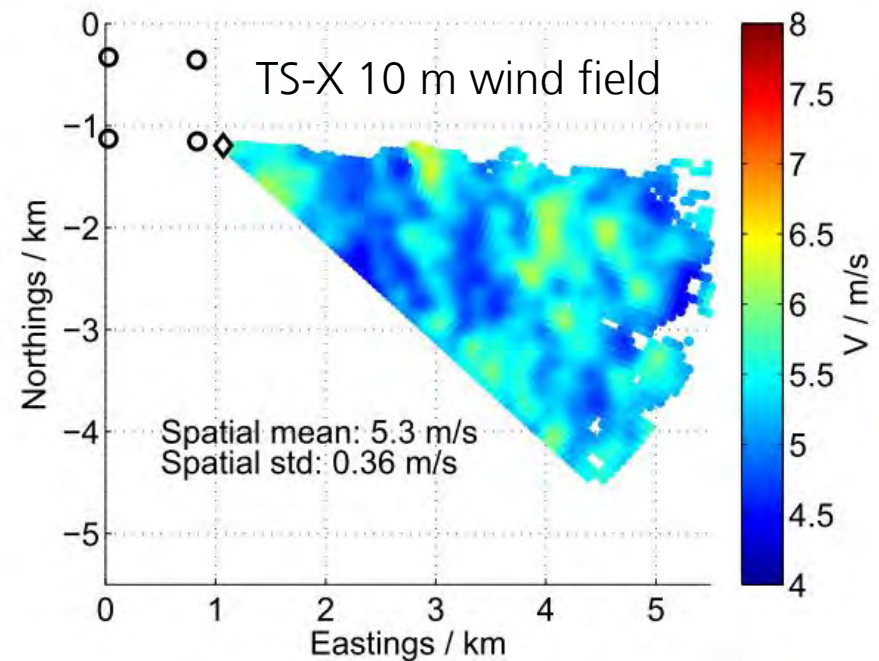 TS-X 10 m wind field
0
−1
−2
−3
−4
−5
Northings / km
Spatial mean: 5.3 m/s
Spatial std: 0.36 m/s
0 1 2 3 4 5
Eastings / km
8
7.5
7
6.5
6
5.5
5
4.5
4
V / m/s